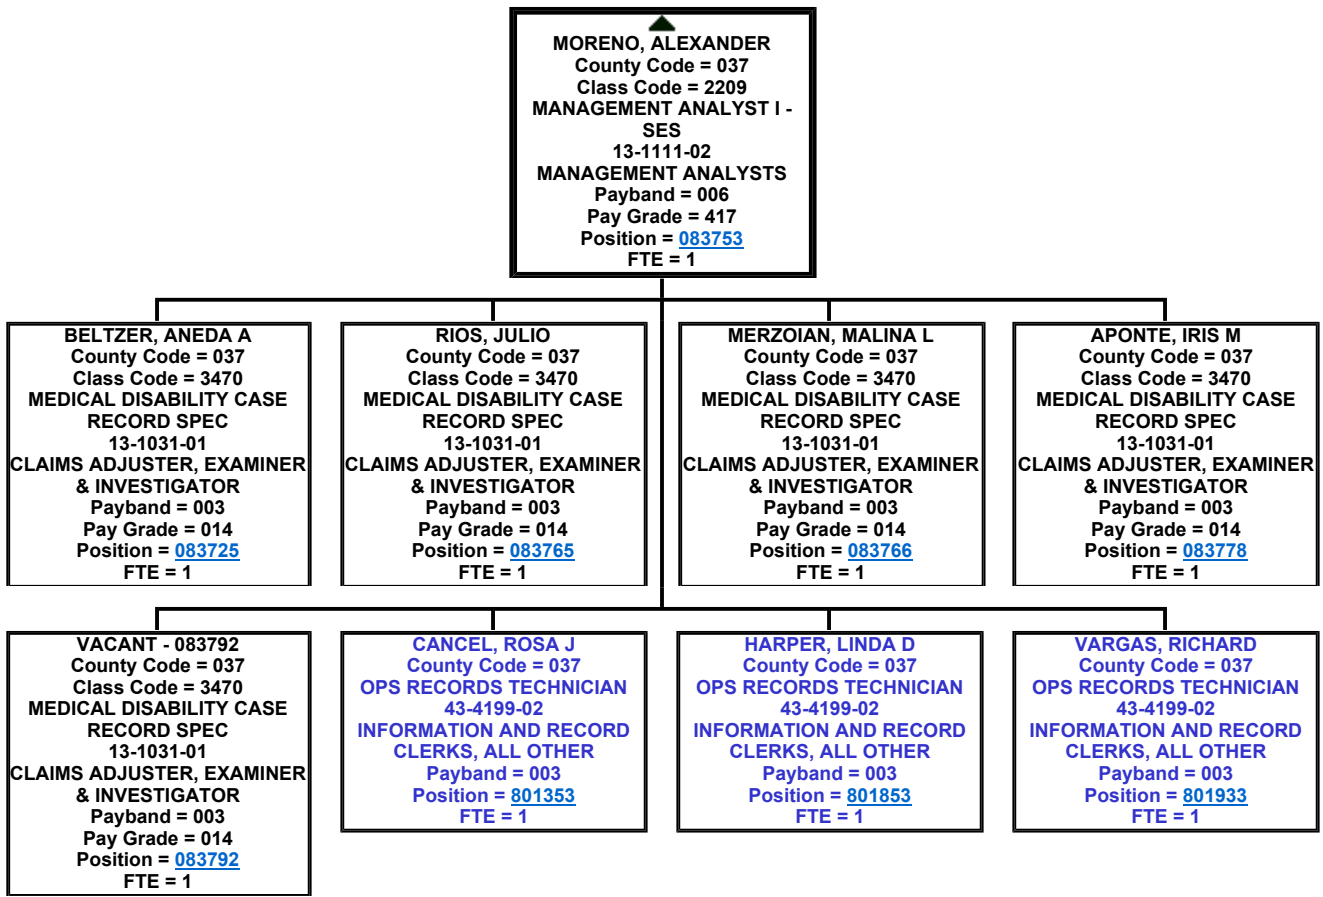 MORENO, ALEXANDER
County Code = 037
Class Code = 2209
MANAGEMENT ANALYST I -
SES
13-1111-02
MANAGEMENT ANALYSTS
Payband = 006
Pay Grade = 417
Position = 083753
FTE = 1
BELTZER, ANEDA A
County Code = 037
Class Code = 3470
MEDICAL DISABILITY CASE
RECORD SPEC
13-1031-01
CLAIMS ADJUSTER, EXAMINER
& INVESTIGATOR
Payband = 003
Pay Grade = 014
Position = 083725
FTE = 1
RIOS, JULIO
County Code = 037
Class Code = 3470
MEDICAL DISABILITY CASE
RECORD SPEC
13-1031-01
CLAIMS ADJUSTER, EXAMINER
& INVESTIGATOR
Payband = 003
Pay Grade = 014
Position = 083765
FTE = 1
MERZOIAN, MALINA L
County Code = 037
Class Code = 3470
MEDICAL DISABILITY CASE
RECORD SPEC
13-1031-01
CLAIMS ADJUSTER, EXAMINER
& INVESTIGATOR
Payband = 003
Pay Grade = 014
Position = 083766
FTE = 1
APONTE, IRIS M
County Code = 037
Class Code = 3470
MEDICAL DISABILITY CASE
RECORD SPEC
13-1031-01
CLAIMS ADJUSTER, EXAMINER
& INVESTIGATOR
Payband = 003
Pay Grade = 014
Position = 083778
FTE = 1
VACANT - 083792
County Code = 037
Class Code = 3470
MEDICAL DISABILITY CASE
RECORD SPEC
13-1031-01
CLAIMS ADJUSTER, EXAMINER
& INVESTIGATOR
Payband = 003
Pay Grade = 014
Position = 083792
FTE = 1
CANCEL, ROSA J
County Code = 037
OPS RECORDS TECHNICIAN
43-4199-02
INFORMATION AND RECORD
CLERKS, ALL OTHER
Payband = 003
Position = 801353
FTE = 1
HARPER, LINDA D
County Code = 037
OPS RECORDS TECHNICIAN
43-4199-02
INFORMATION AND RECORD
CLERKS, ALL OTHER
Payband = 003
Position = 801853
FTE = 1
VARGAS, RICHARD
County Code = 037
OPS RECORDS TECHNICIAN
43-4199-02
INFORMATION AND RECORD
CLERKS, ALL OTHER
Payband = 003
Position = 801933
FTE = 1